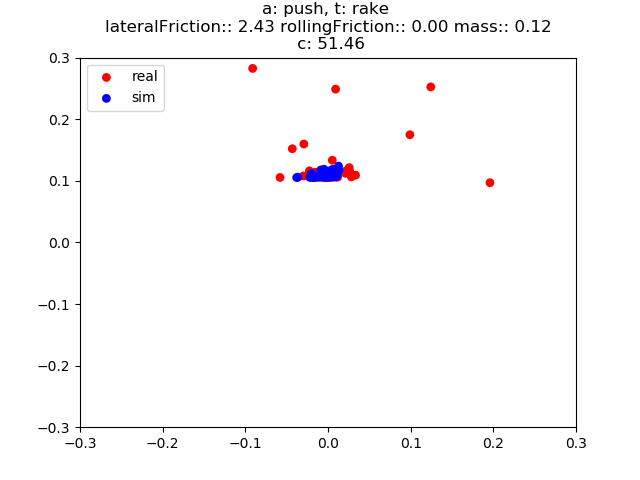 a: push, t: rake
lateralFriction:: 2.43 rollingFriction:: 0.00 mass:: 0.12
c: 51.46
real
sim
0.3
0.2
0.1
0.0
−0.1
−0.2
−0.3
−0.3
−0.2
−0.1
0.0
0.1
0.2
0.3